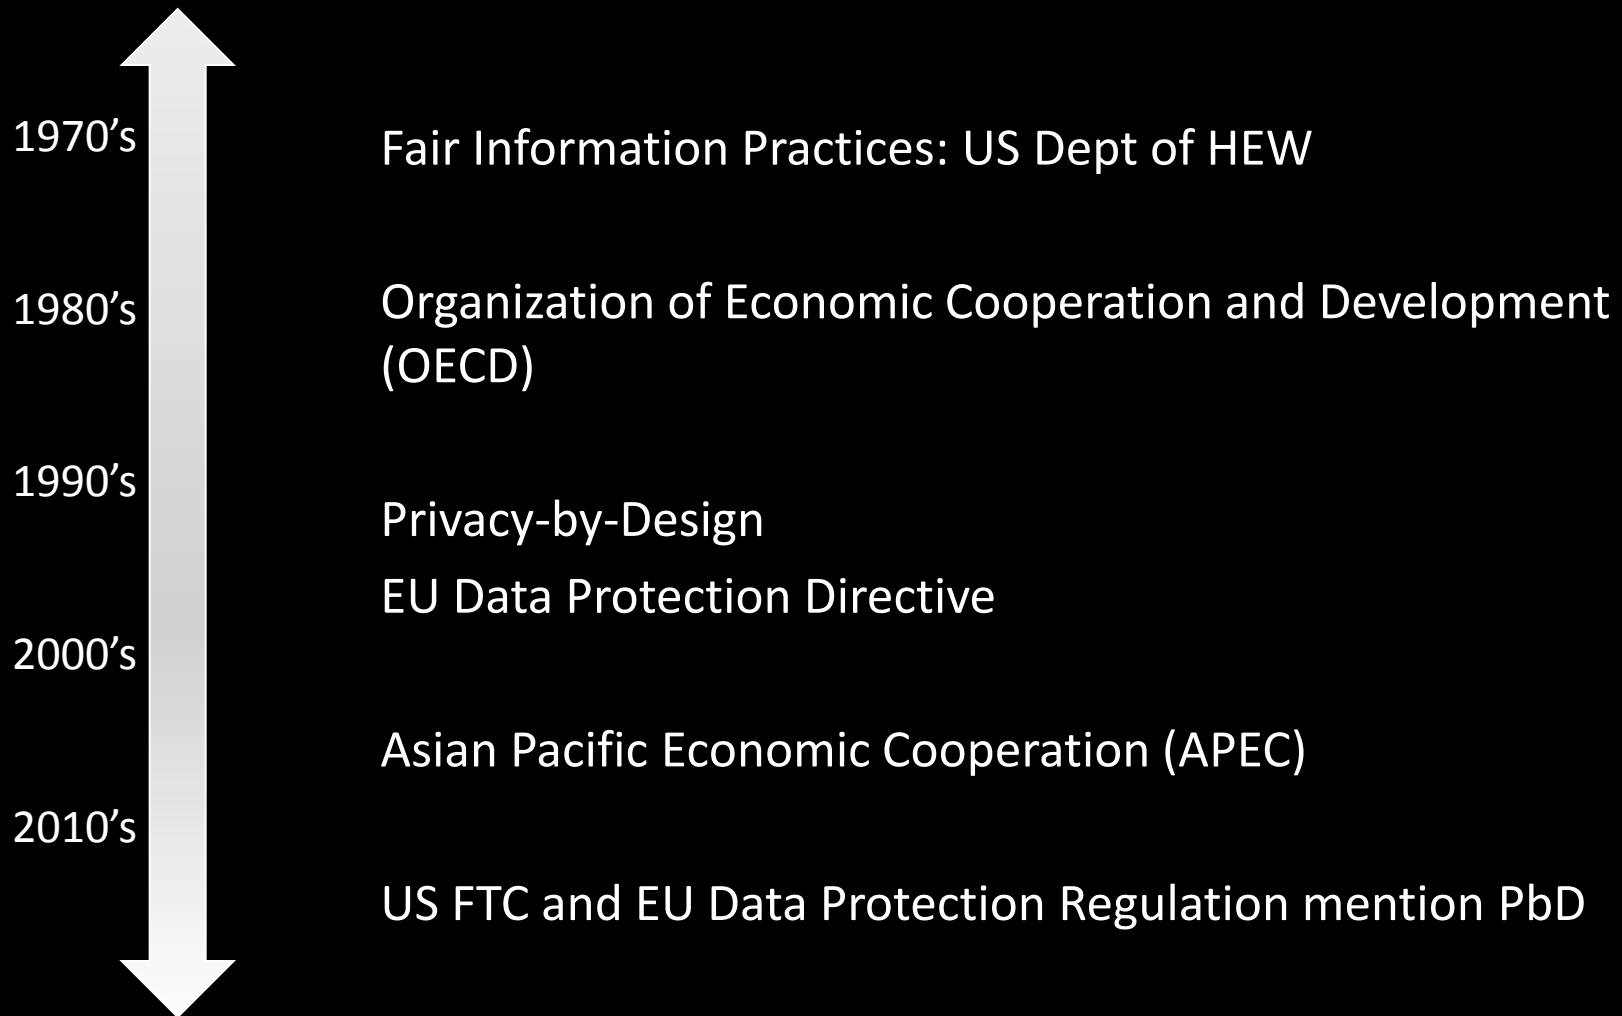 1970’s
Fair Information Practices: US Dept of HEW
1980’s
Organization of Economic Cooperation and Development
(OECD)
1990’s
Privacy-by-Design
EU Data Protection Directive
2000’s
Asian Pacific Economic Cooperation (APEC)
2010’s
US FTC and EU Data Protection Regulation mention PbD